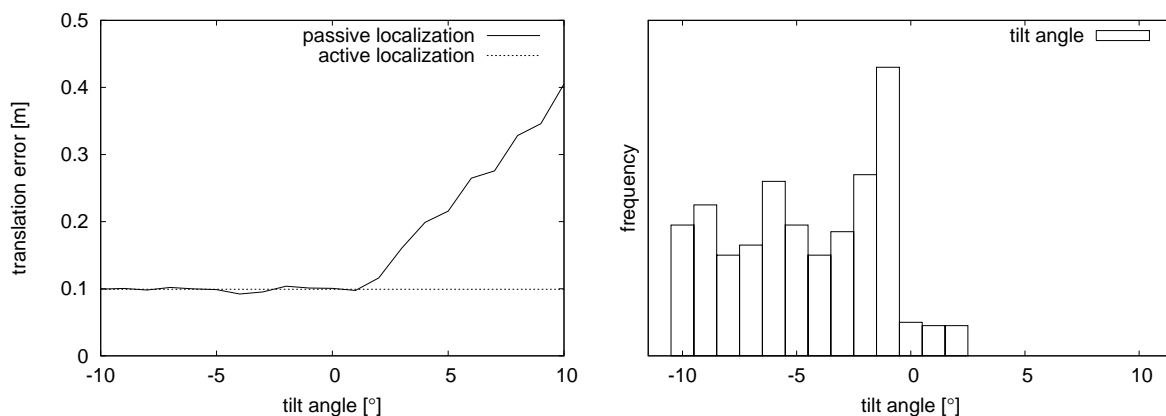 0.5
0.4
0.3
0.2
0.1
0
translation error [m]
passive localization
active localization
-10
-5
0
5
10
tilt angle [°]
frequency
tilt angle
-10
-5
0
5
10
tilt angle [°]